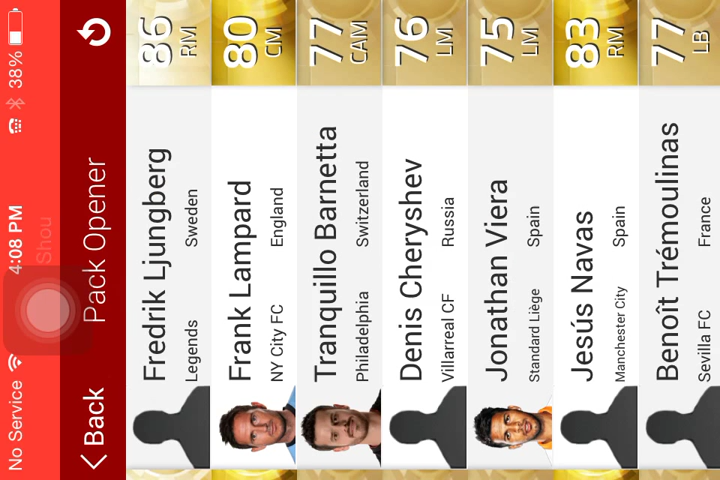 No Service 4:08 PM 38%
Shou
Back Pack Opener
Fredrik Ljungberg 86
Legends Sweden RM
Frank Lampard 80
NY City FC England CM
Tranquillo Barnetta 77
Philadelphia Switzerland CAM
Denis Cheryshev 76
Villarreal CF Russia LM
Jonathan Viera 75
Standard Liège Spain LM
Jesús Navas 83
Manchester City Spain RM
Benoît Trémoulinas 77
Sevilla FC France LB